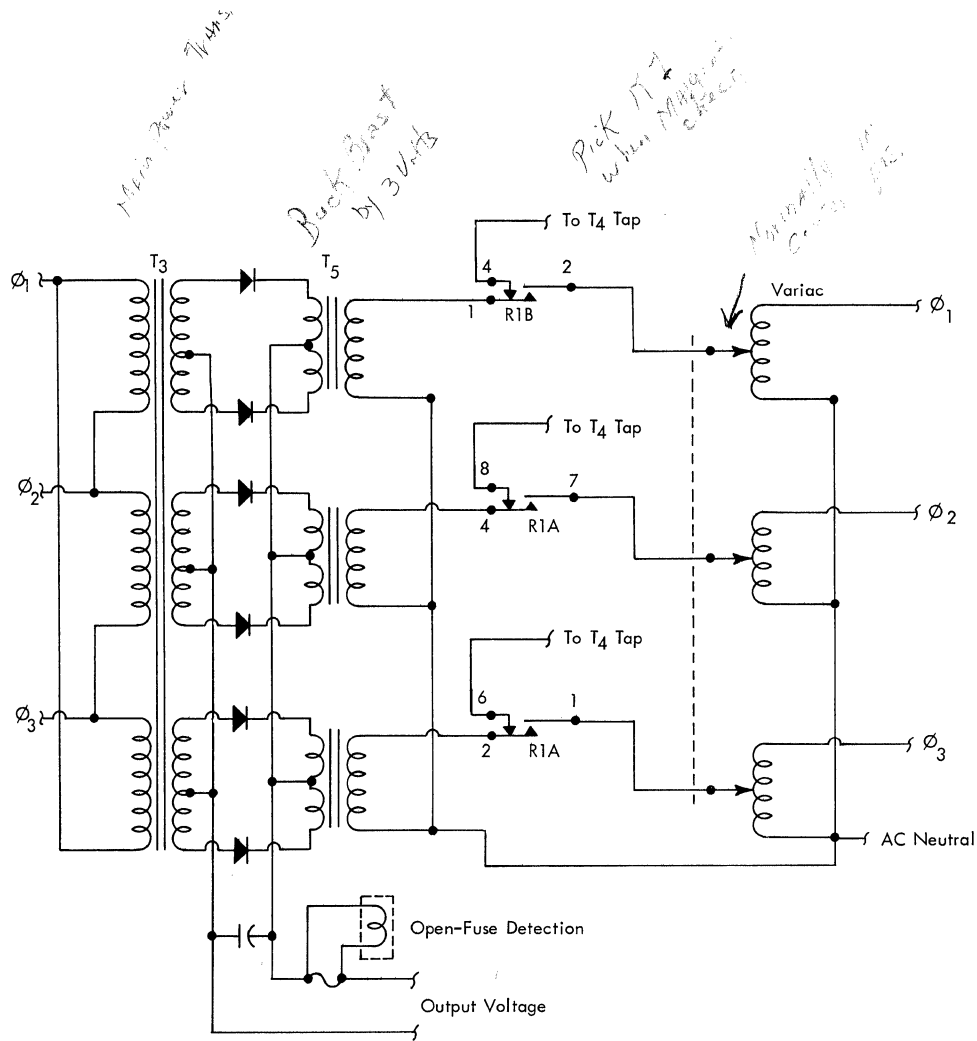 Main Power Trans.
Buck Boost
by 3 Volts
Pick
when
Normally in
To T4 Tap
T3
T5
4
2
Ø1
Variac
Ø1
1
R1B
To T4 Tap
8
7
Ø2
Ø2
4
R1A
To T4 Tap
6
1
Ø3
2
R1A
Ø3
AC Neutral
Open-Fuse Detection
Output Voltage